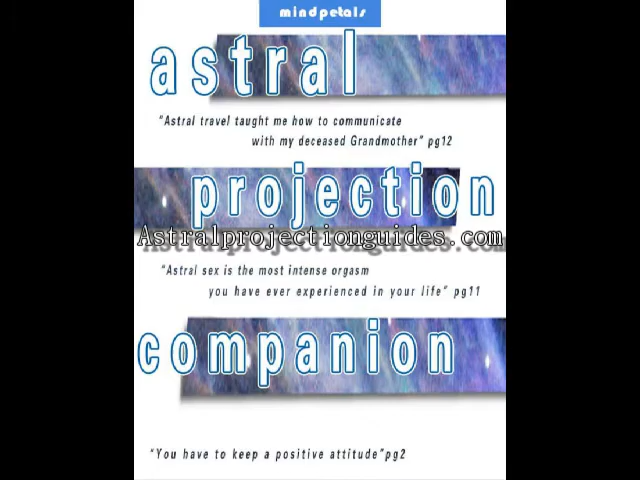 mindpetals
astral
"Astral travel taught me how to communicate
with my deceased Grandmother" pg12
projection
Astralprojectionguides.com
"Astral sex is the most intense orgasm
you have ever experienced in your life" pg11
companion
"You have to keep a positive attitude"pg2